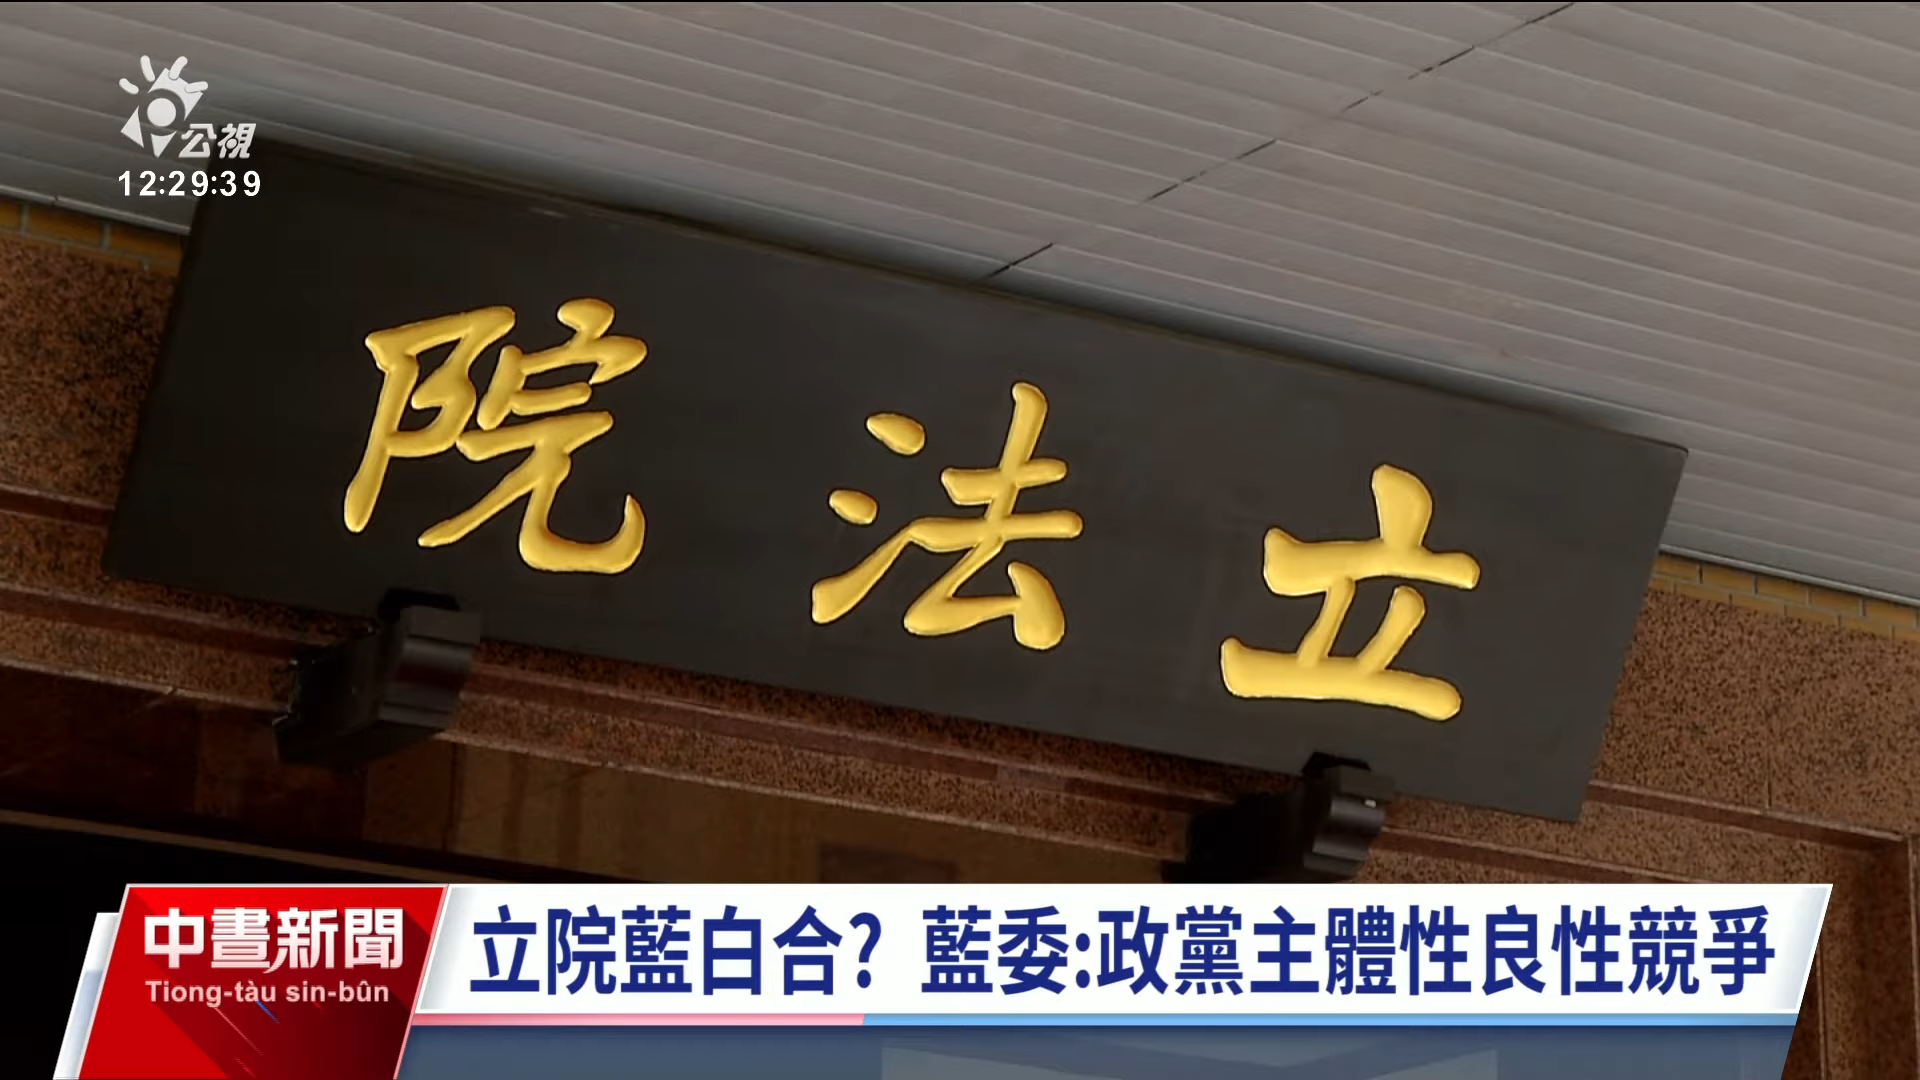 公視
12:29:39
立法院
中晝新聞
Tiong-tàu sin-bûn
立院藍白合? 藍委:政黨主體性良性競爭